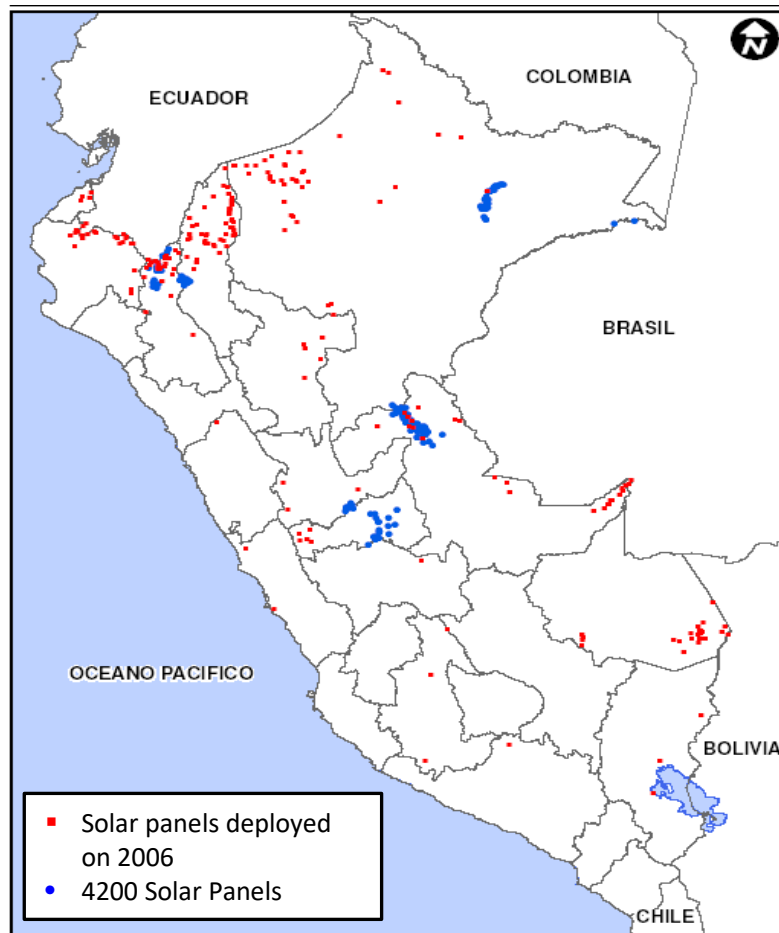 N
COLOMBIA
ECUADOR
BRASIL
OCEANO PACIFICO
BOLIVIA
Solar panels deployed
on 2006
4200 Solar Panels
CHILE